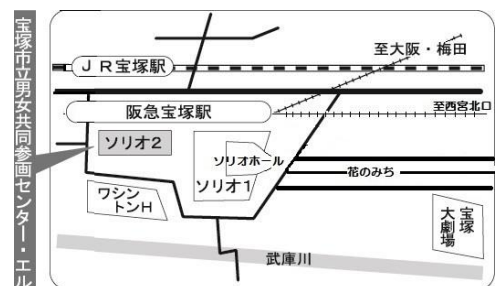 宝塚市立男女共同参画センター・エル
JR宝塚駅
至大阪・梅田
阪急宝塚駅
至西宮北口
ソリオ2
ソリオホール
ソリオ1
花のみち
ワシン
トンH
宝塚
大劇場
武庫川